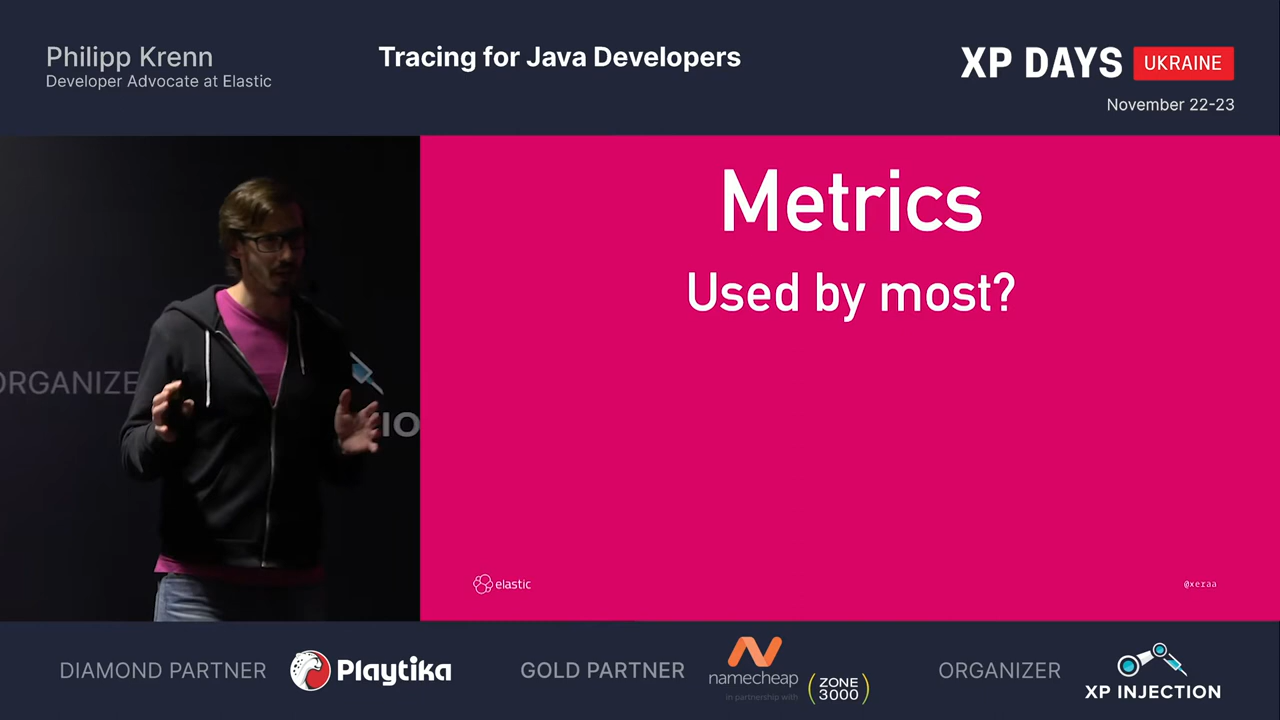 Philipp Krenn
Developer Advocate at Elastic
Tracing for Java Developers
XP DAYS UKRAINE
November 22-23
ORGANIZE
IO
Metrics
Used by most?
elastic
@xeraa
DIAMOND PARTNER
Playtika
GOLD PARTNER
namecheap
in partnership with
ZONE
3000
ORGANIZER
XP INJECTION